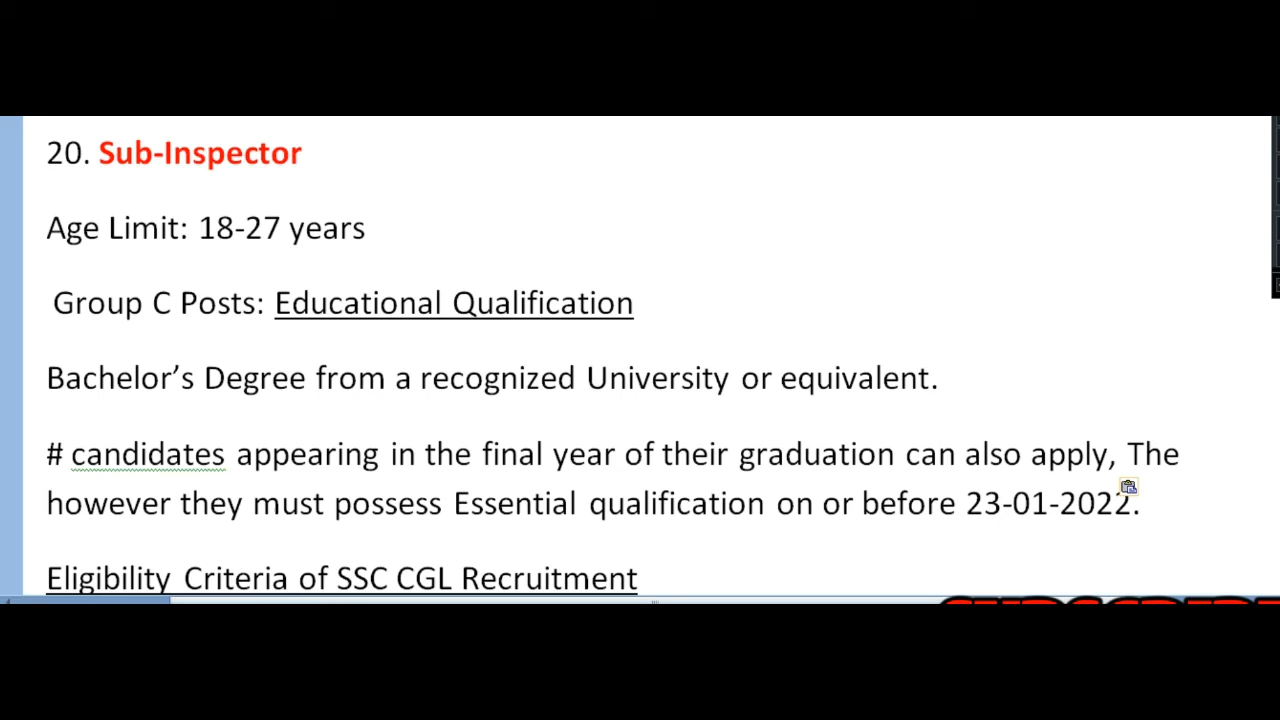 20. Sub-Inspector
Age Limit: 18-27 years
Group C Posts: Educational Qualification
Bachelor’s Degree from a recognized University or equivalent.
# candidates appearing in the final year of their graduation can also apply, The
however they must possess Essential qualification on or before 23-01-2022.
Eligibility Criteria of SSC CGL Recruitment